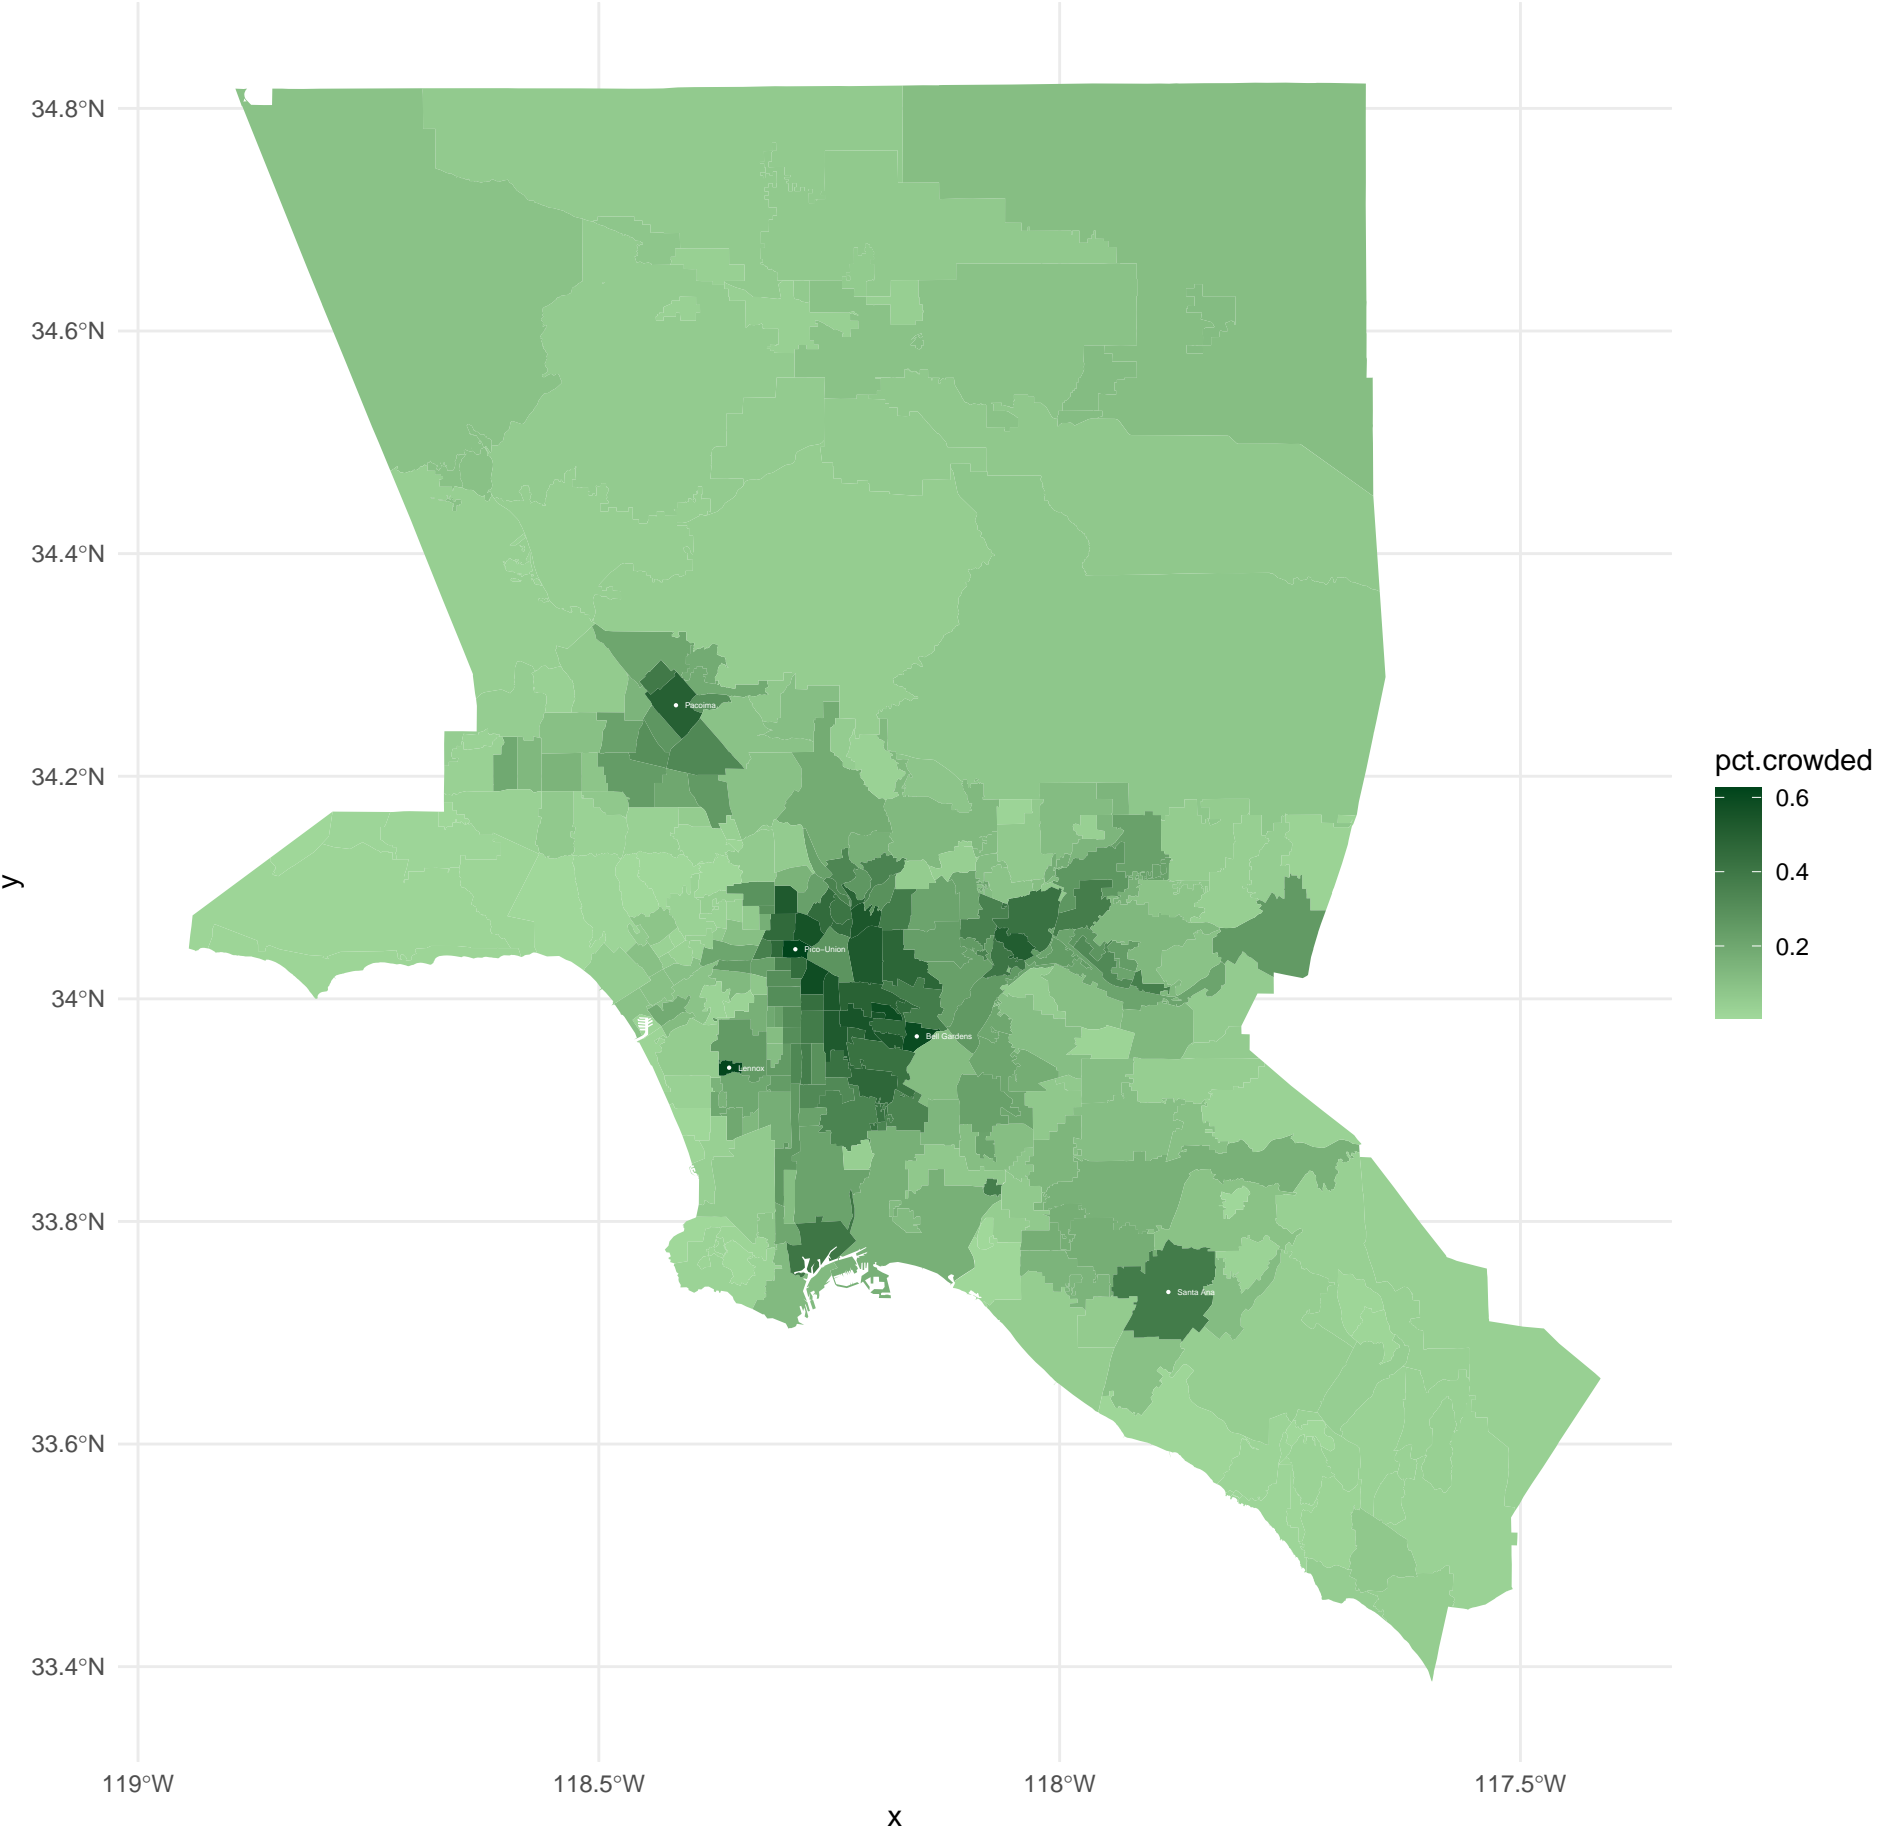 34.8°N
34.6°N
34.4°N
34.2°N
34°N
33.8°N
33.6°N
33.4°N
y
Pacoima
Pico-Union
Bell Gardens
Lennox
Santa Ana
pct.crowded
0.6
0.4
0.2
119°W
118.5°W
118°W
117.5°W
x